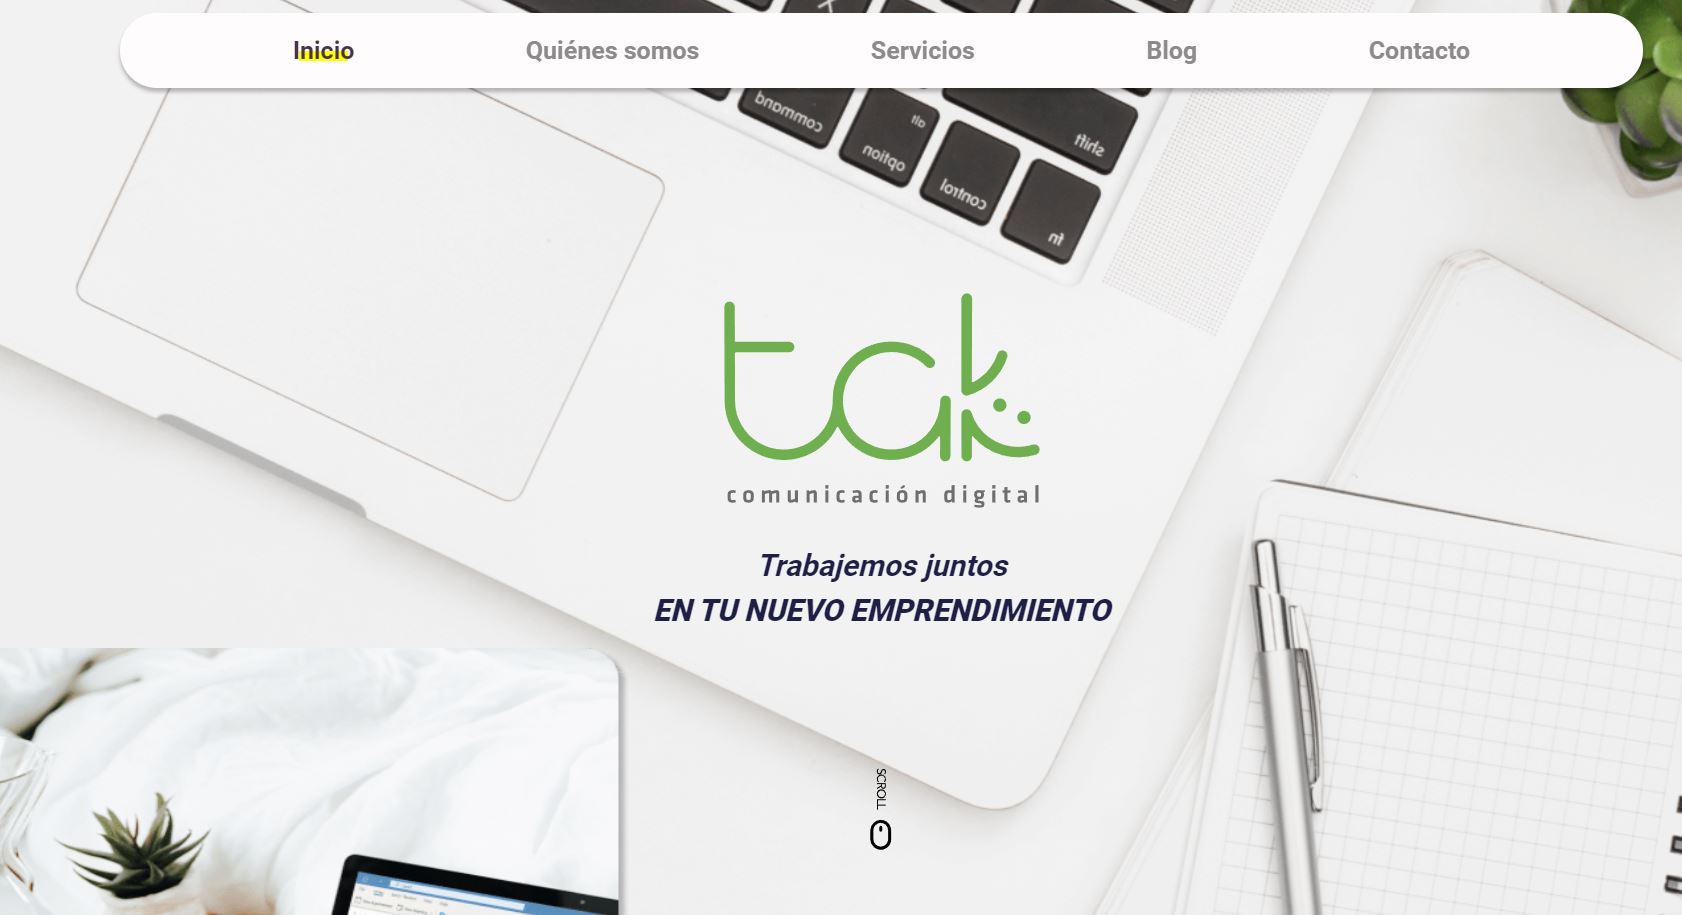 Inicio Quiénes somos Servicios Blog Contacto
command
alt
option
shift
control
fn
tak
comunicación digital
Trabajemos juntos
EN TU NUEVO EMPRENDIMIENTO
SCROLL